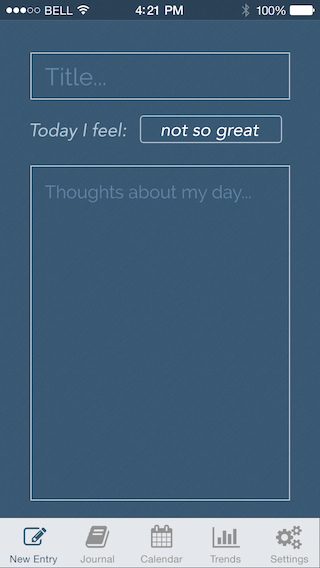 BELL 4:21 PM 100%
Title...
Today I feel: not so great
Thoughts about my day...
New Entry Journal Calendar Trends Settings